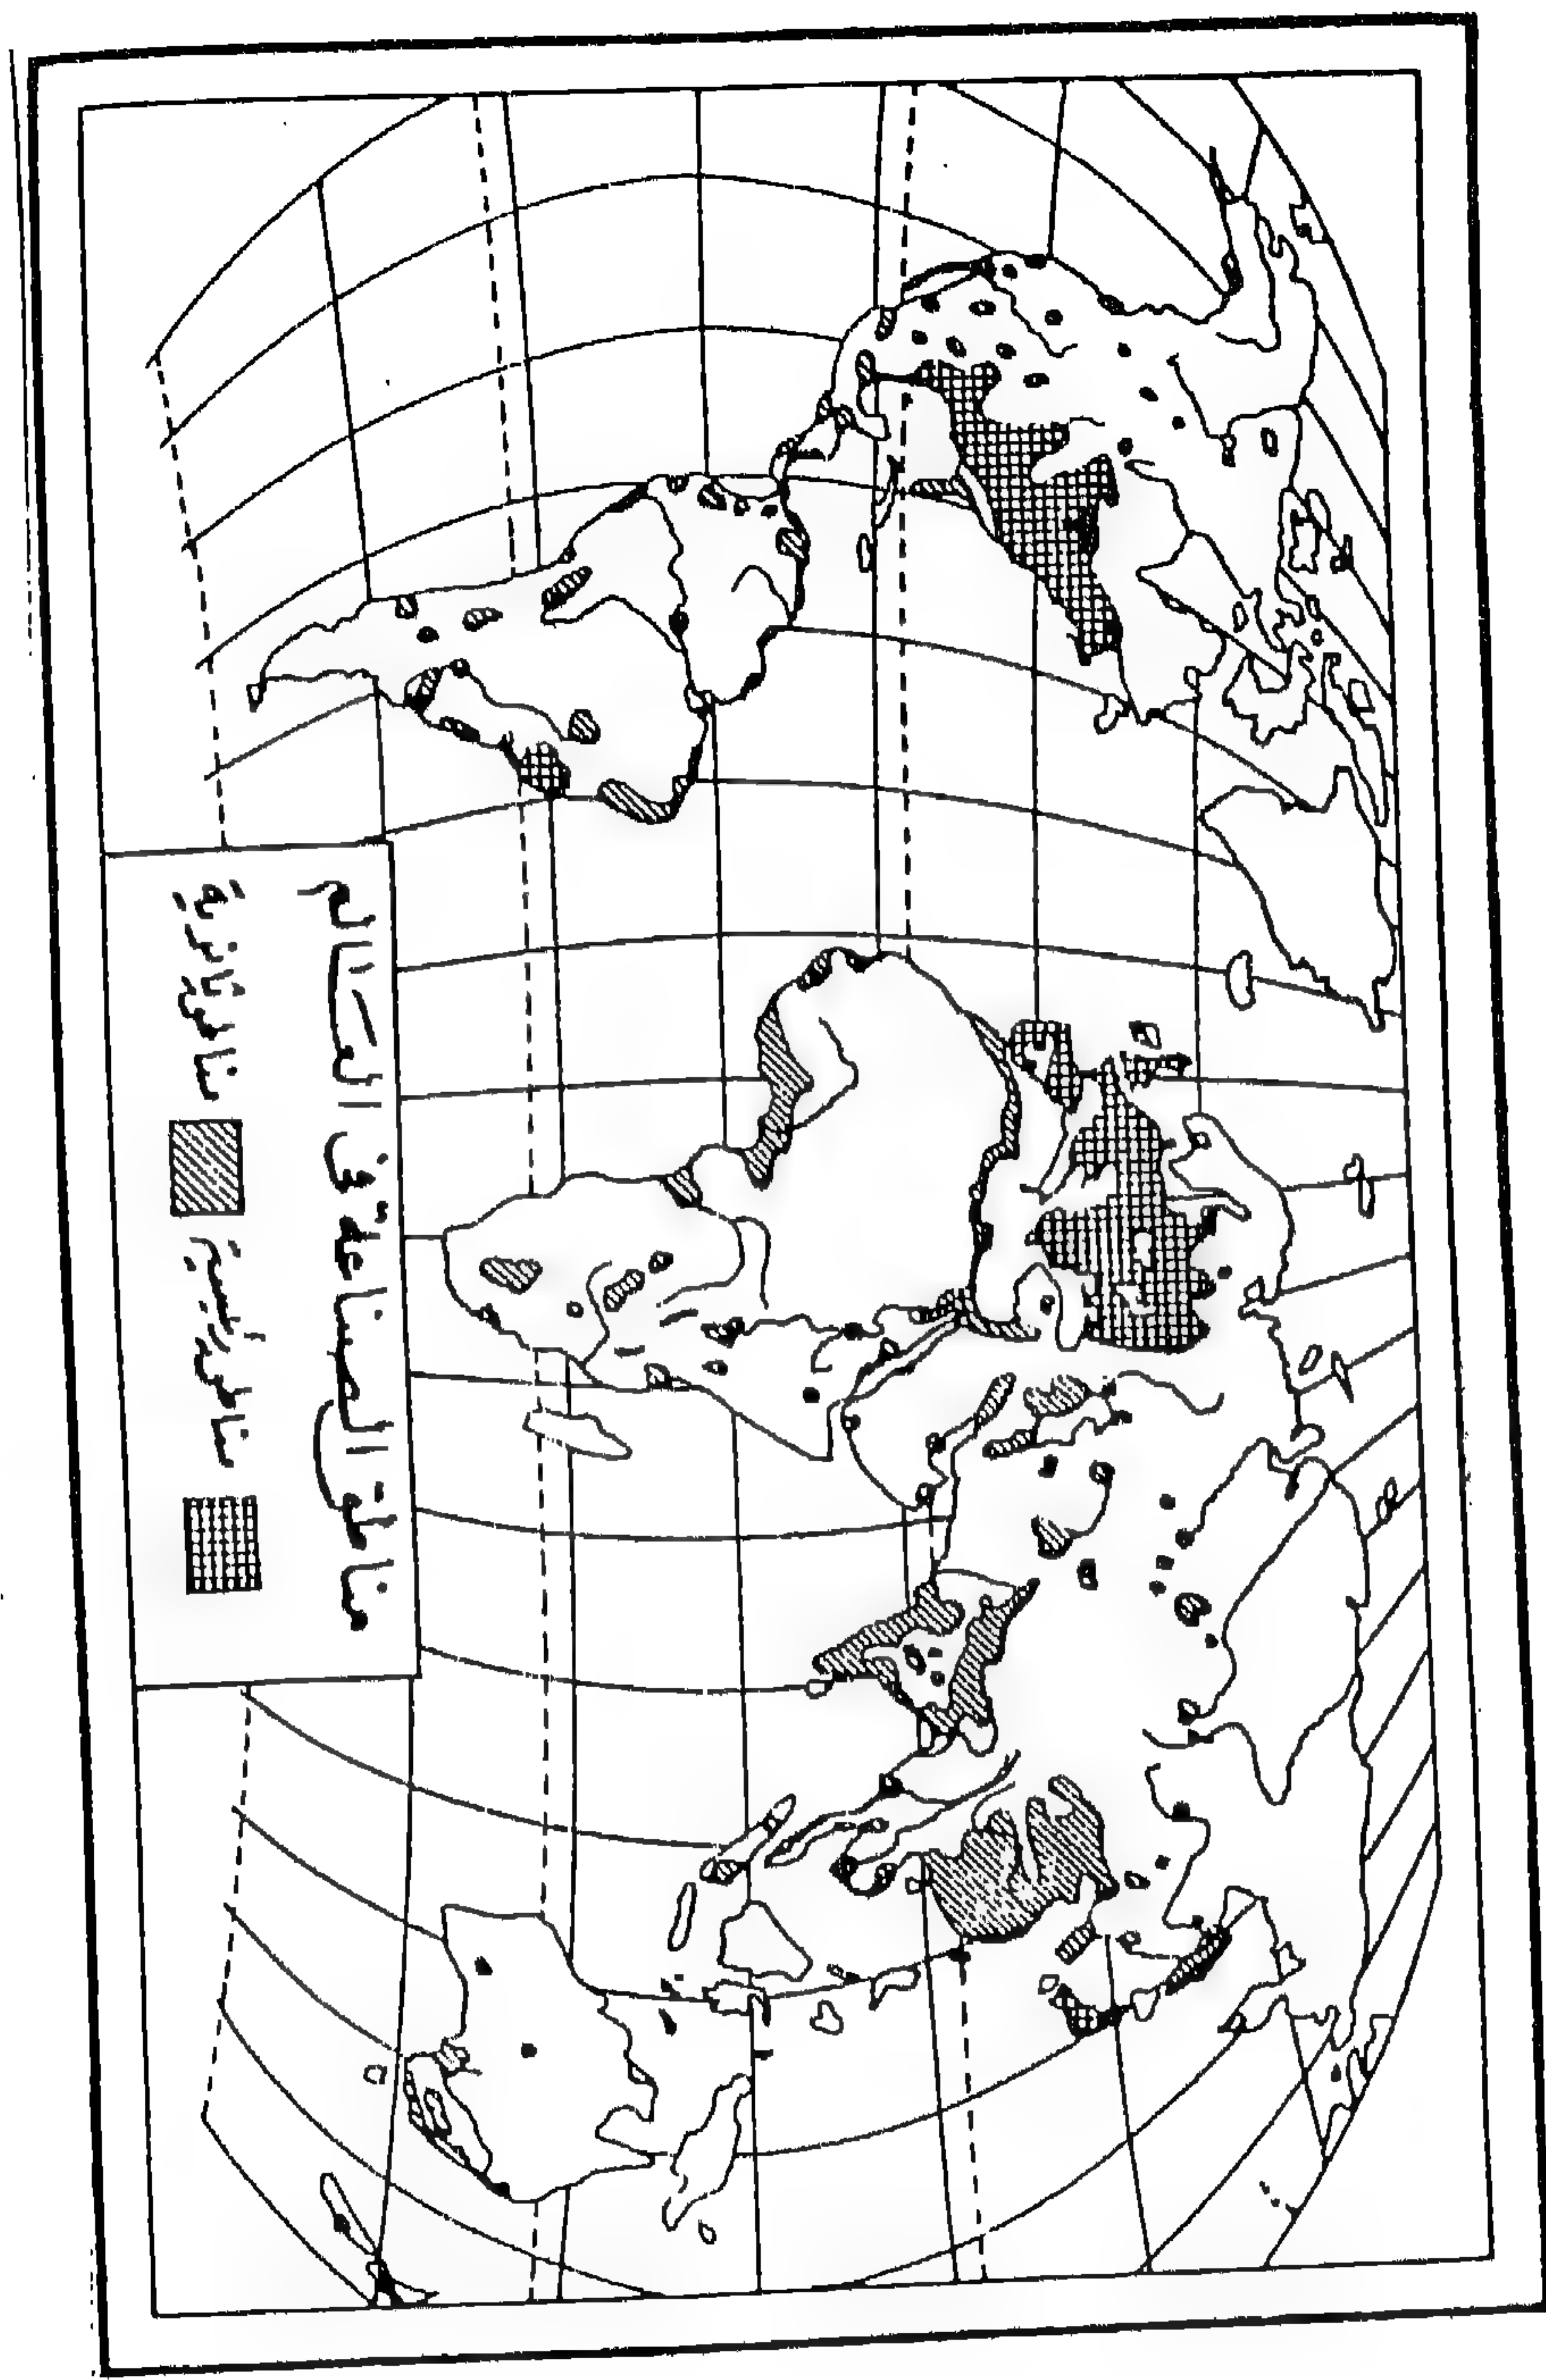 مناطق الصناعة في العالم
مناطق رئيسية
مناطق ثانوية